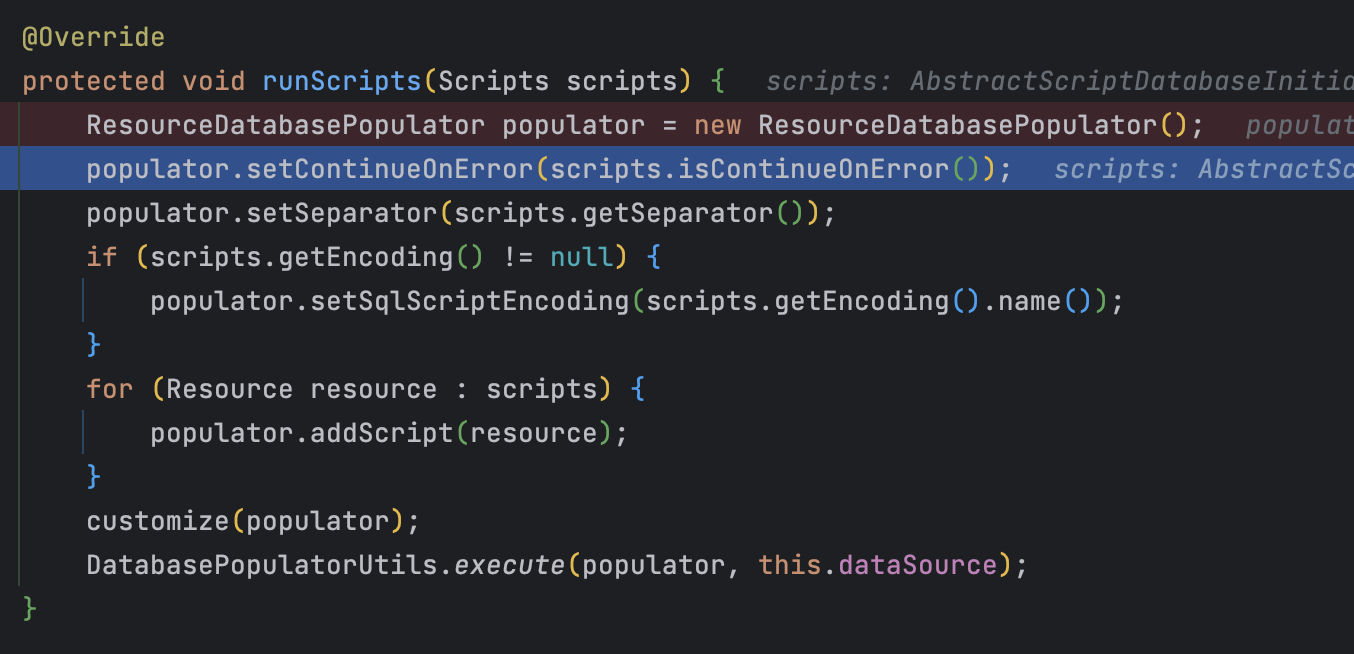 @Override
protected void runScripts(Scripts scripts) {   scripts: AbstractScriptDatabaseInitia
    ResourceDatabasePopulator populator = new ResourceDatabasePopulator();   populat
    populator.setContinueOnError(scripts.isContinueOnError());   scripts: AbstractSc
    populator.setSeparator(scripts.getSeparator());
    if (scripts.getEncoding() != null) {
        populator.setSqlScriptEncoding(scripts.getEncoding().name());
    }
    for (Resource resource : scripts) {
        populator.addScript(resource);
    }
    customize(populator);
    DatabasePopulatorUtils.execute(populator, this.dataSource);
}